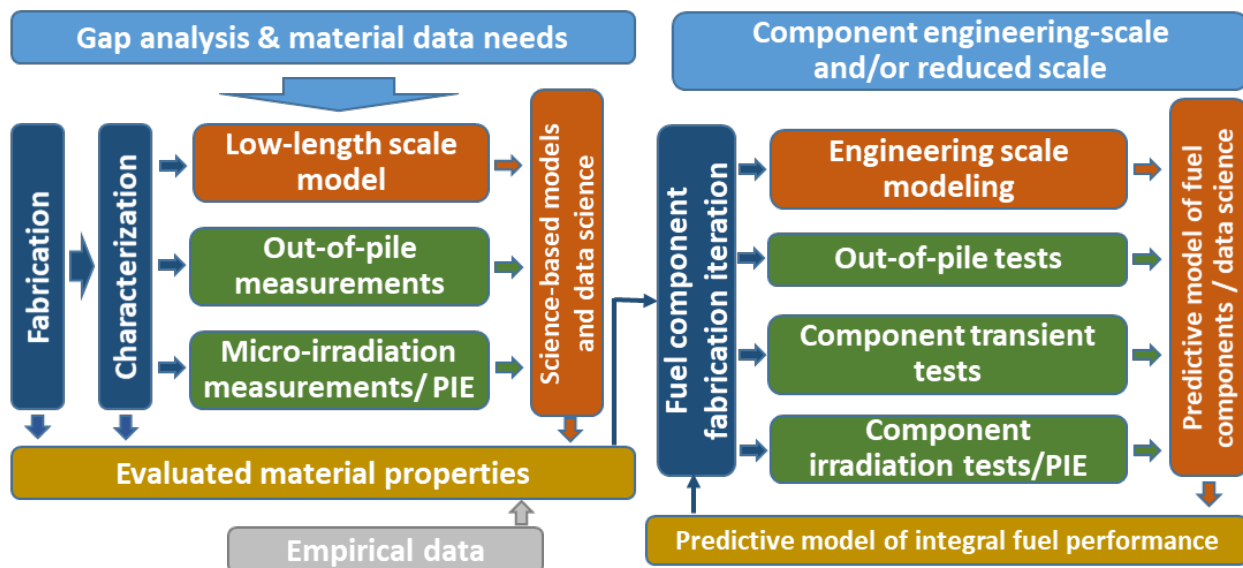 Gap analysis & material data needs
Fabrication
Characterization
Low-length scale
model
Out-of-pile
measurements
Micro-irradiation
measurements/ PIE
Science-based models
and data science
Evaluated material properties
Empirical data
Component engineering-scale
and/or reduced scale
Fuel component
fabrication iteration
Engineering scale
modeling
Out-of-pile tests
Component transient
tests
Component
irradiation tests/PIE
Predictive model of fuel
components / data science
Predictive model of integral fuel performance